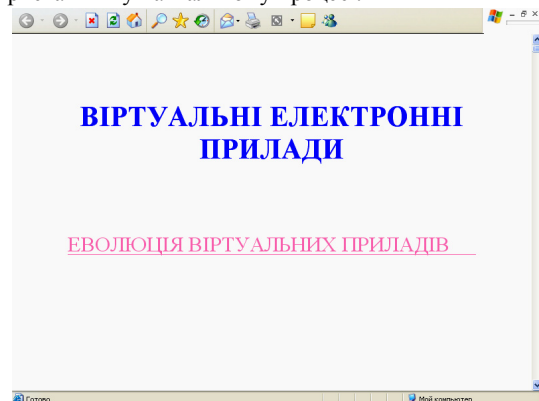 ВІРТУАЛЬНІ ЕЛЕКТРОННІ
ПРИЛАДИ
ЕВОЛЮЦІЯ ВІРТУАЛЬНИХ ПРИЛАДІВ
Готово
Мой компьютер